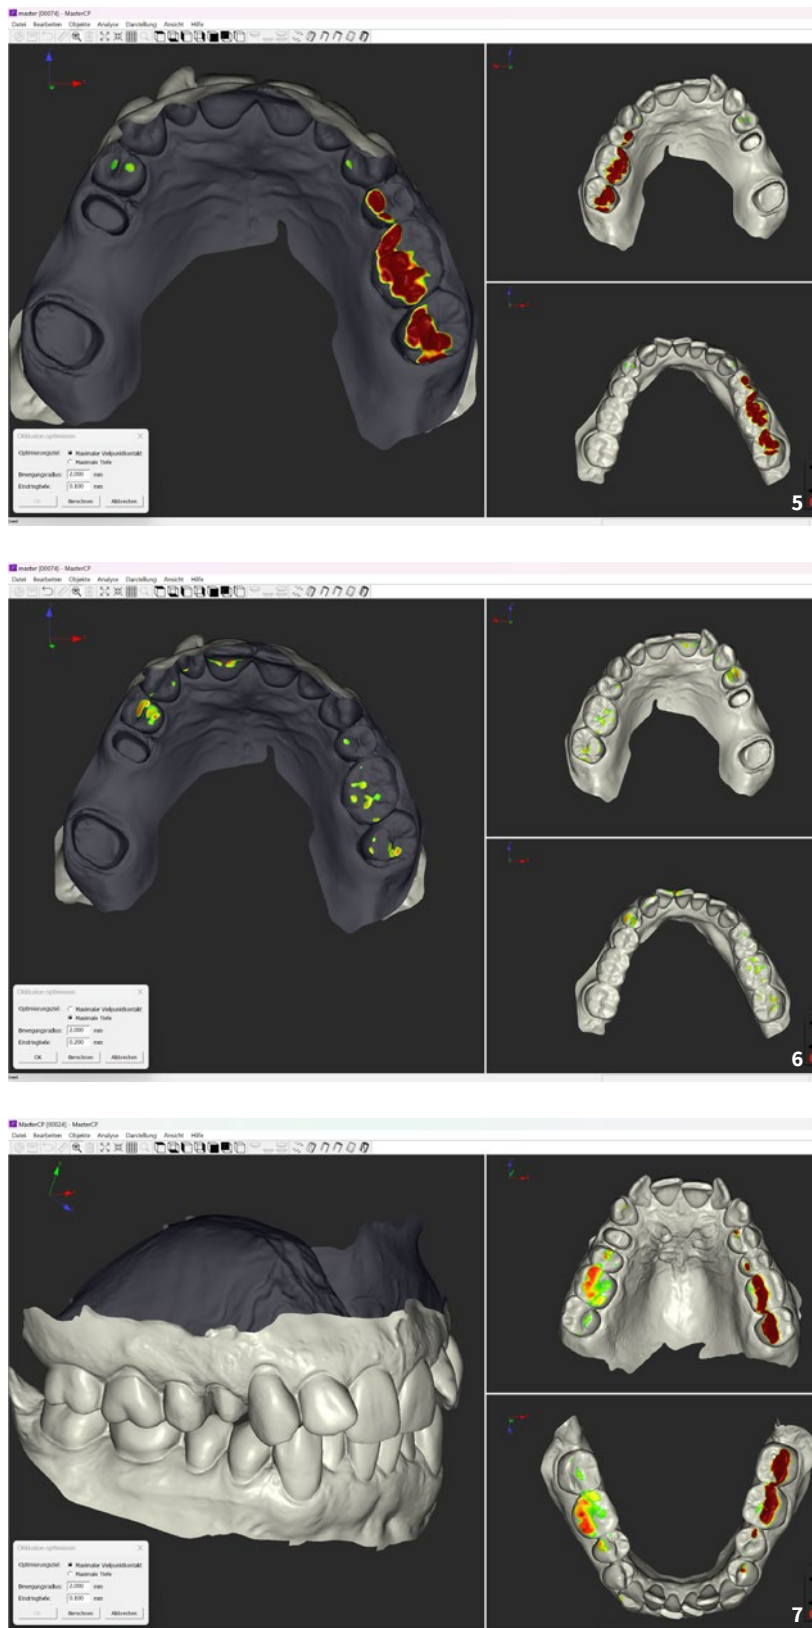 master [00074] - MasterCP
Datei Bearbeiten Objekte Analyse Darstellung Ansicht Hilfe
Okklusion optimieren
Optimierungsziel: Maximaler Vielpunktkontakt
Maximale Tiefe
Bewegungsradius: 2.000 mm
Eindringtiefe: 0.100 mm
OK Berechnen Abbrechen
5
master [00074] - MasterCP
Datei Bearbeiten Objekte Analyse Darstellung Ansicht Hilfe
Okklusion optimieren
Optimierungsziel: Maximaler Vielpunktkontakt
Maximale Tiefe
Bewegungsradius: 2.000 mm
Eindringtiefe: 0.200 mm
OK Berechnen Abbrechen
6
MasterCP [00024] - MasterCP
Datei Bearbeiten Objekte Analyse Darstellung Ansicht Hilfe
Okklusion optimieren
Optimierungsziel: Maximaler Vielpunktkontakt
Maximale Tiefe
Bewegungsradius: 2.000 mm
Eindringtiefe: 0.100 mm
OK Berechnen Abbrechen
7